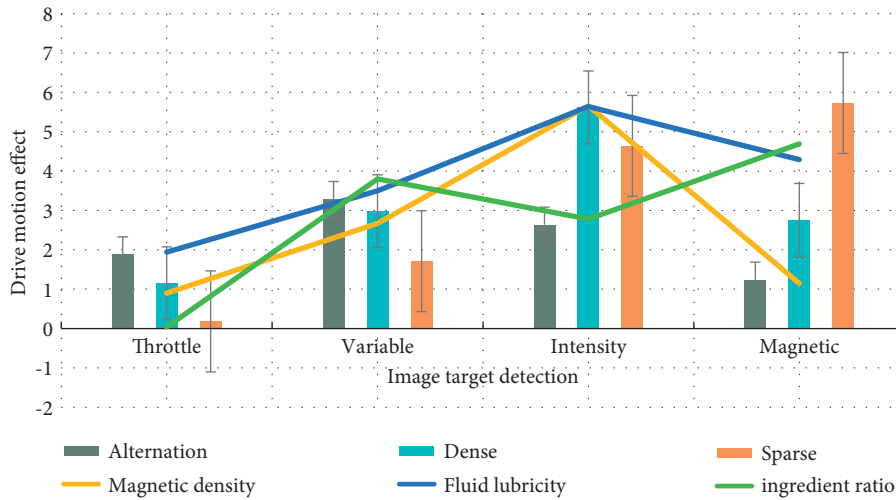 8
7
6
5
4
3
2
1
0
-1
-2
Drive motion effect
Throttle Variable Intensity Magnetic
Image target detection
Alternation Dense Sparse
Magnetic density Fluid lubricity ingredient ratio